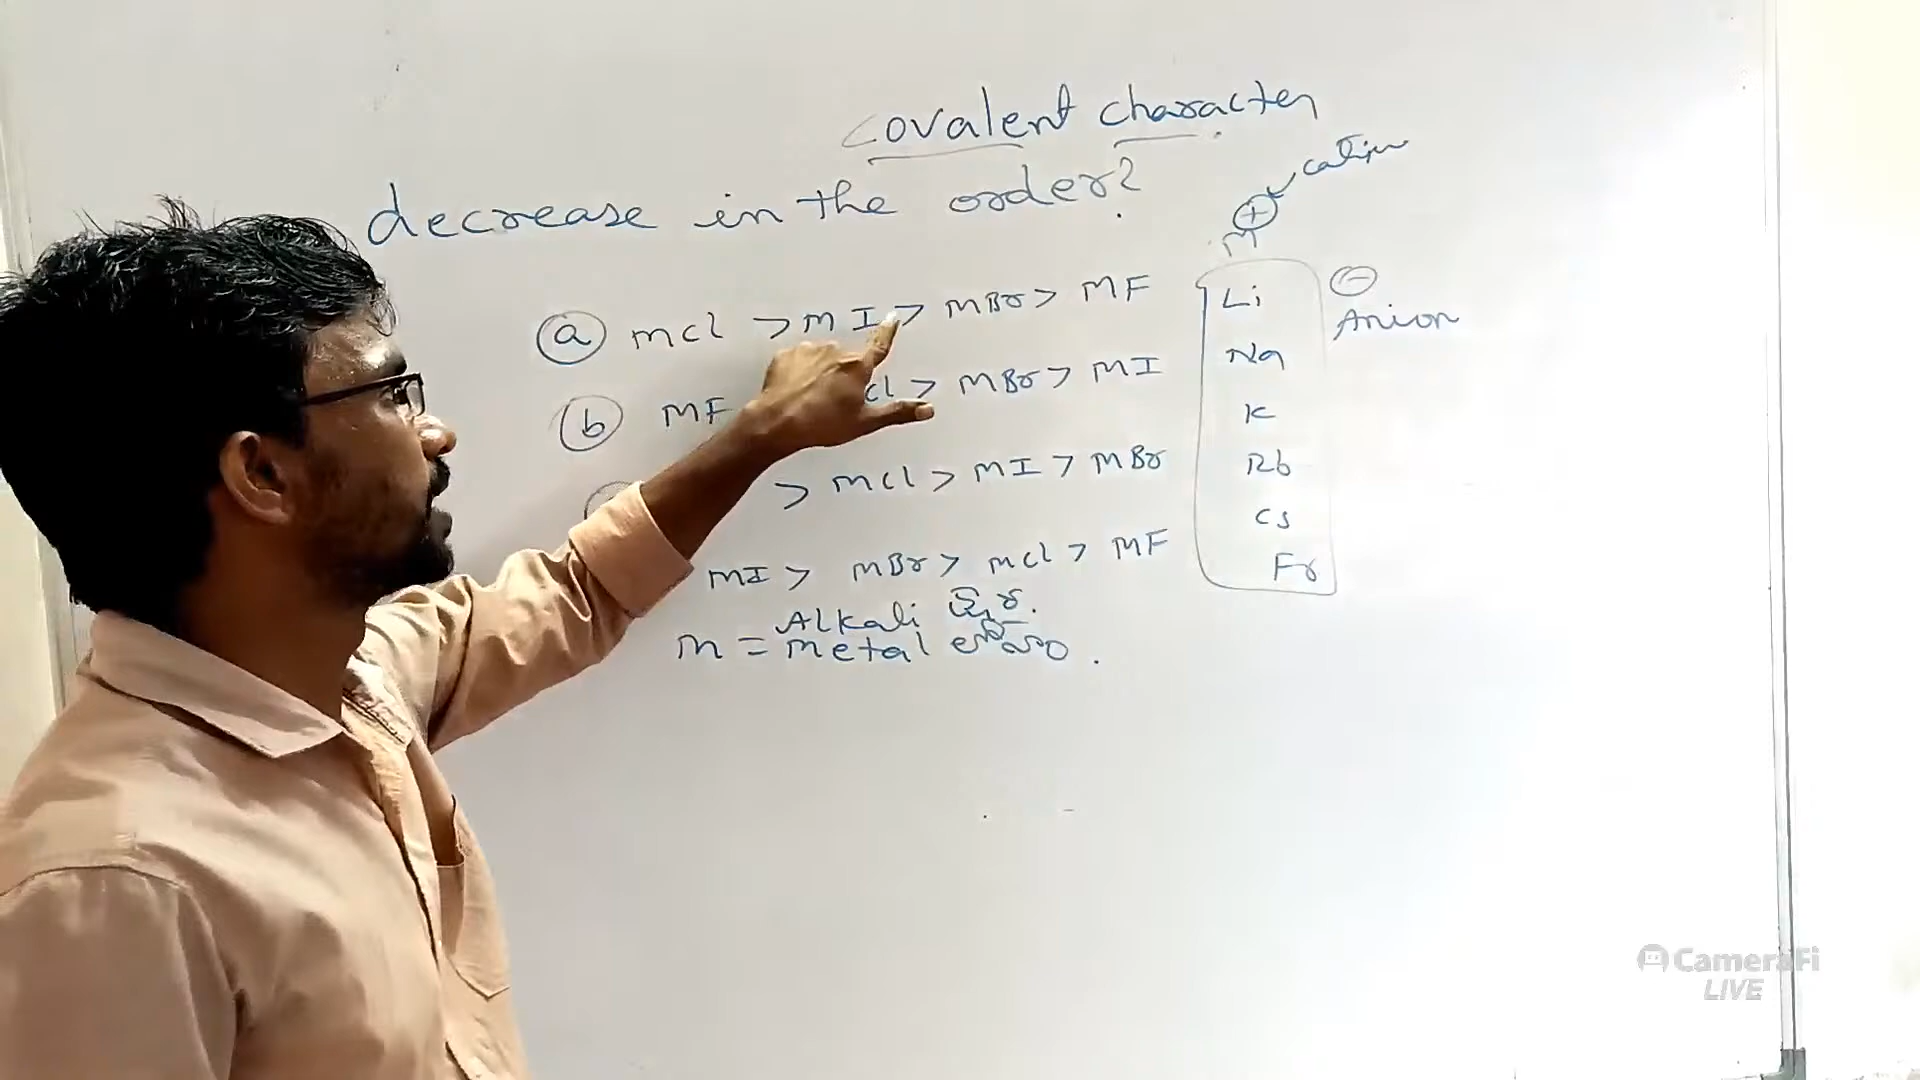 covalent character
decrease in the order?
cation
+
M
(a) mcl > m I > mBr > MF
(b) MF cl > mBr > MI
> mcl > mI > mBr
MI > mBr > mcl > MF
Alkali
m = metal
Li
Na
K
Rb
Cs
Fr
-
Anion
CameraFi
LIVE